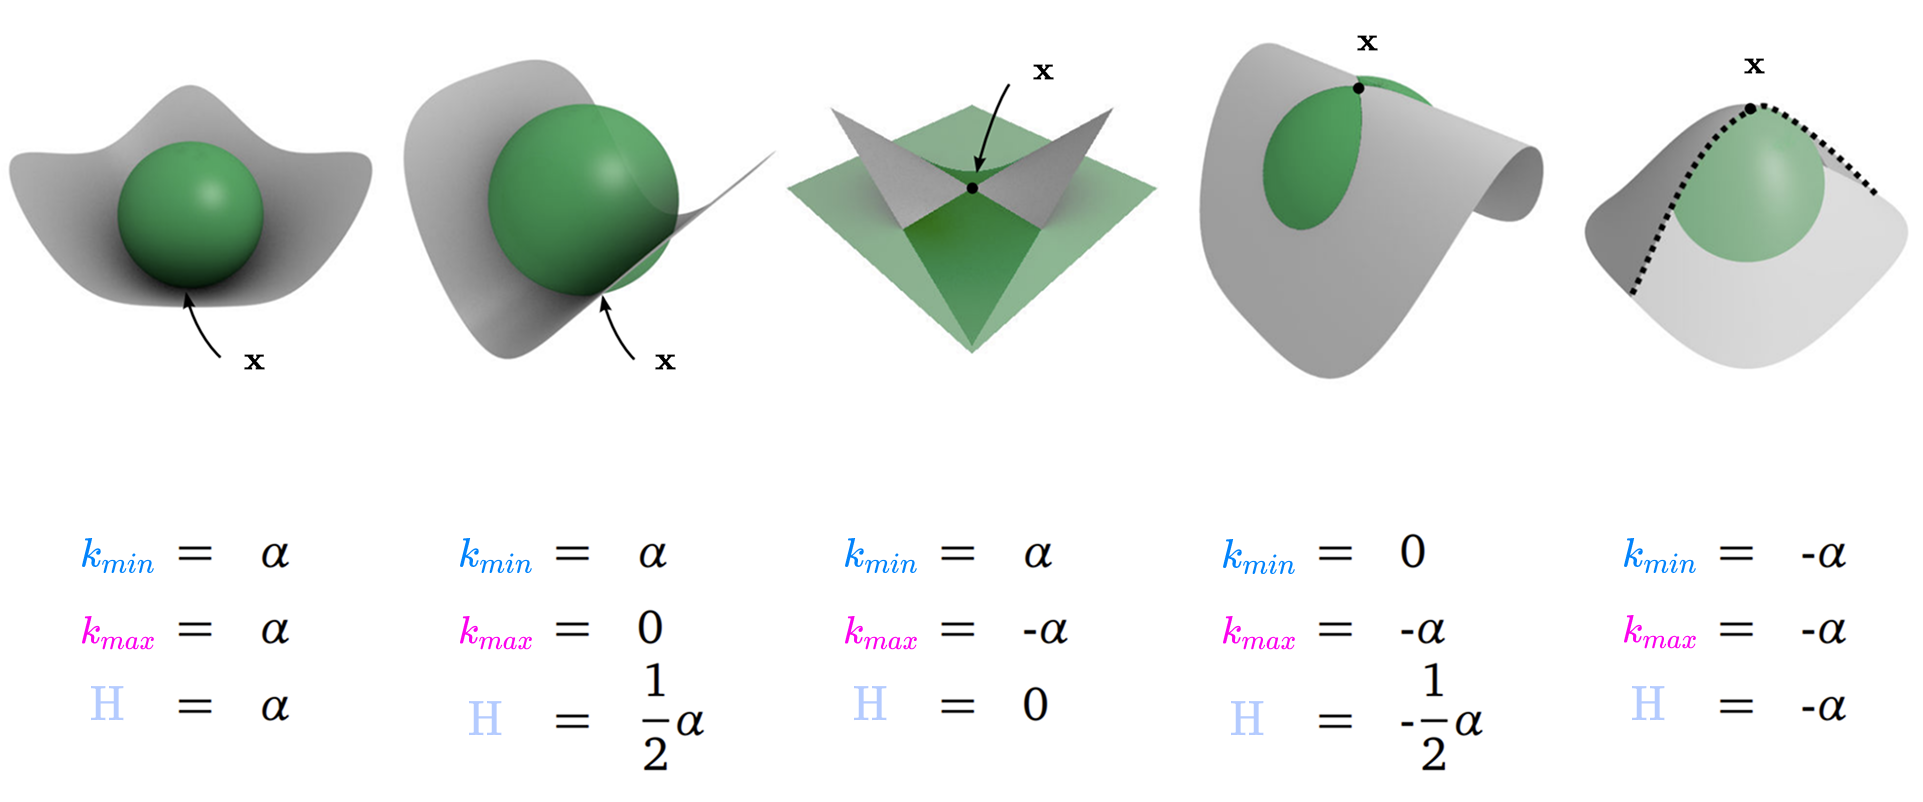 x
x
x
x
x
k_min = α
k_max = α
H = α
k_min = α
k_max = 0
H = 1/2 α
k_min = α
k_max = -α
H = 0
k_min = 0
k_max = -α
H = -1/2 α
k_min = -α
k_max = -α
H = -α